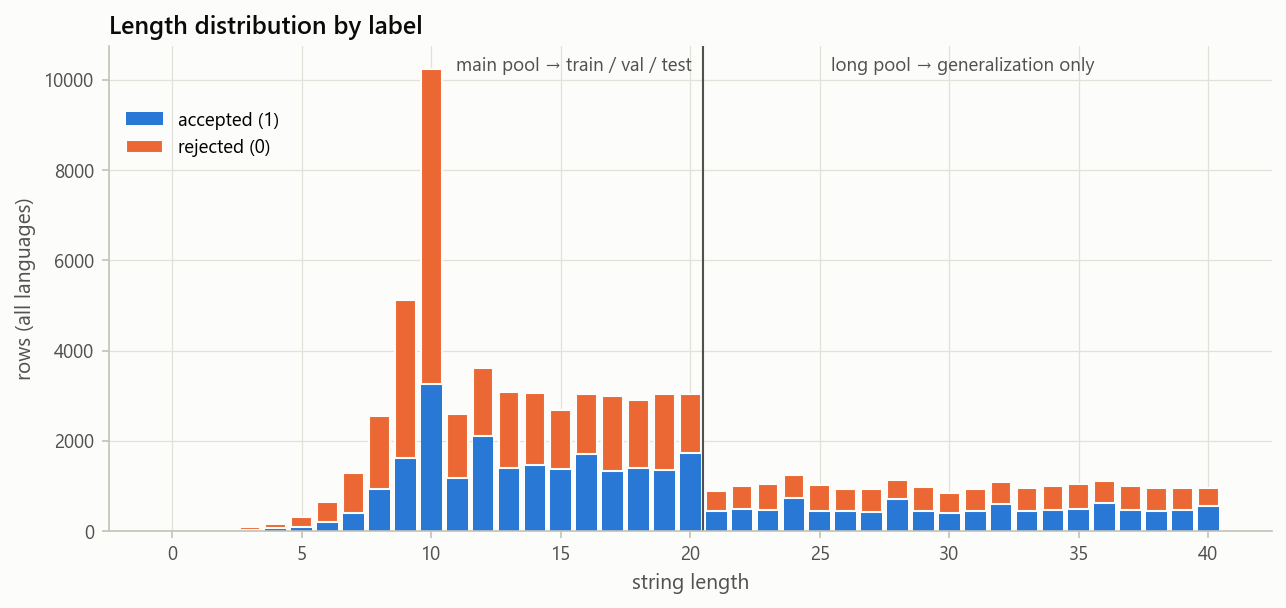 Length distribution by label
main pool → train / val / test
long pool → generalization only
accepted (1)
rejected (0)
rows (all languages)
10000
8000
6000
4000
2000
0
0 5 10 15 20 25 30 35 40
string length